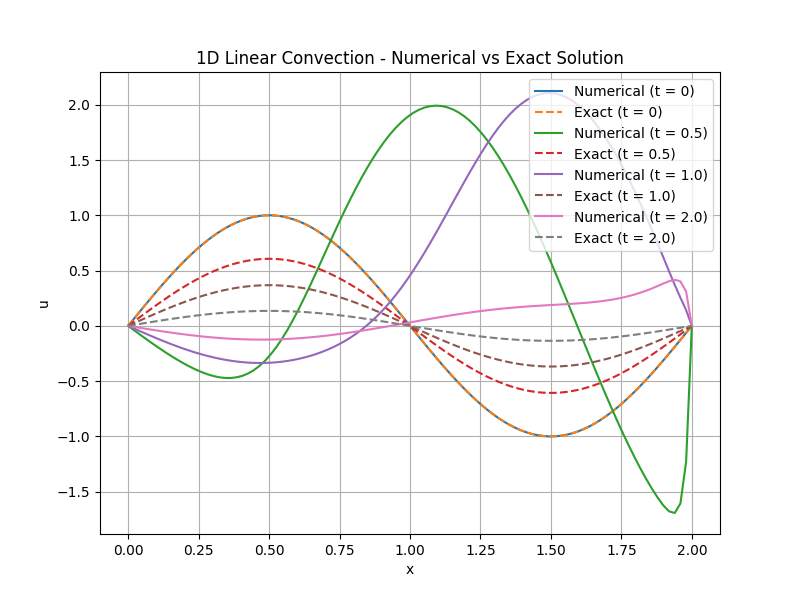 1D Linear Convection - Numerical vs Exact Solution
Numerical (t = 0)
Exact (t = 0)
Numerical (t = 0.5)
Exact (t = 0.5)
Numerical (t = 1.0)
Exact (t = 1.0)
Numerical (t = 2.0)
Exact (t = 2.0)
2.0
1.5
1.0
0.5
0.0
−0.5
−1.0
−1.5
u
0.00 0.25 0.50 0.75 1.00 1.25 1.50 1.75 2.00
x